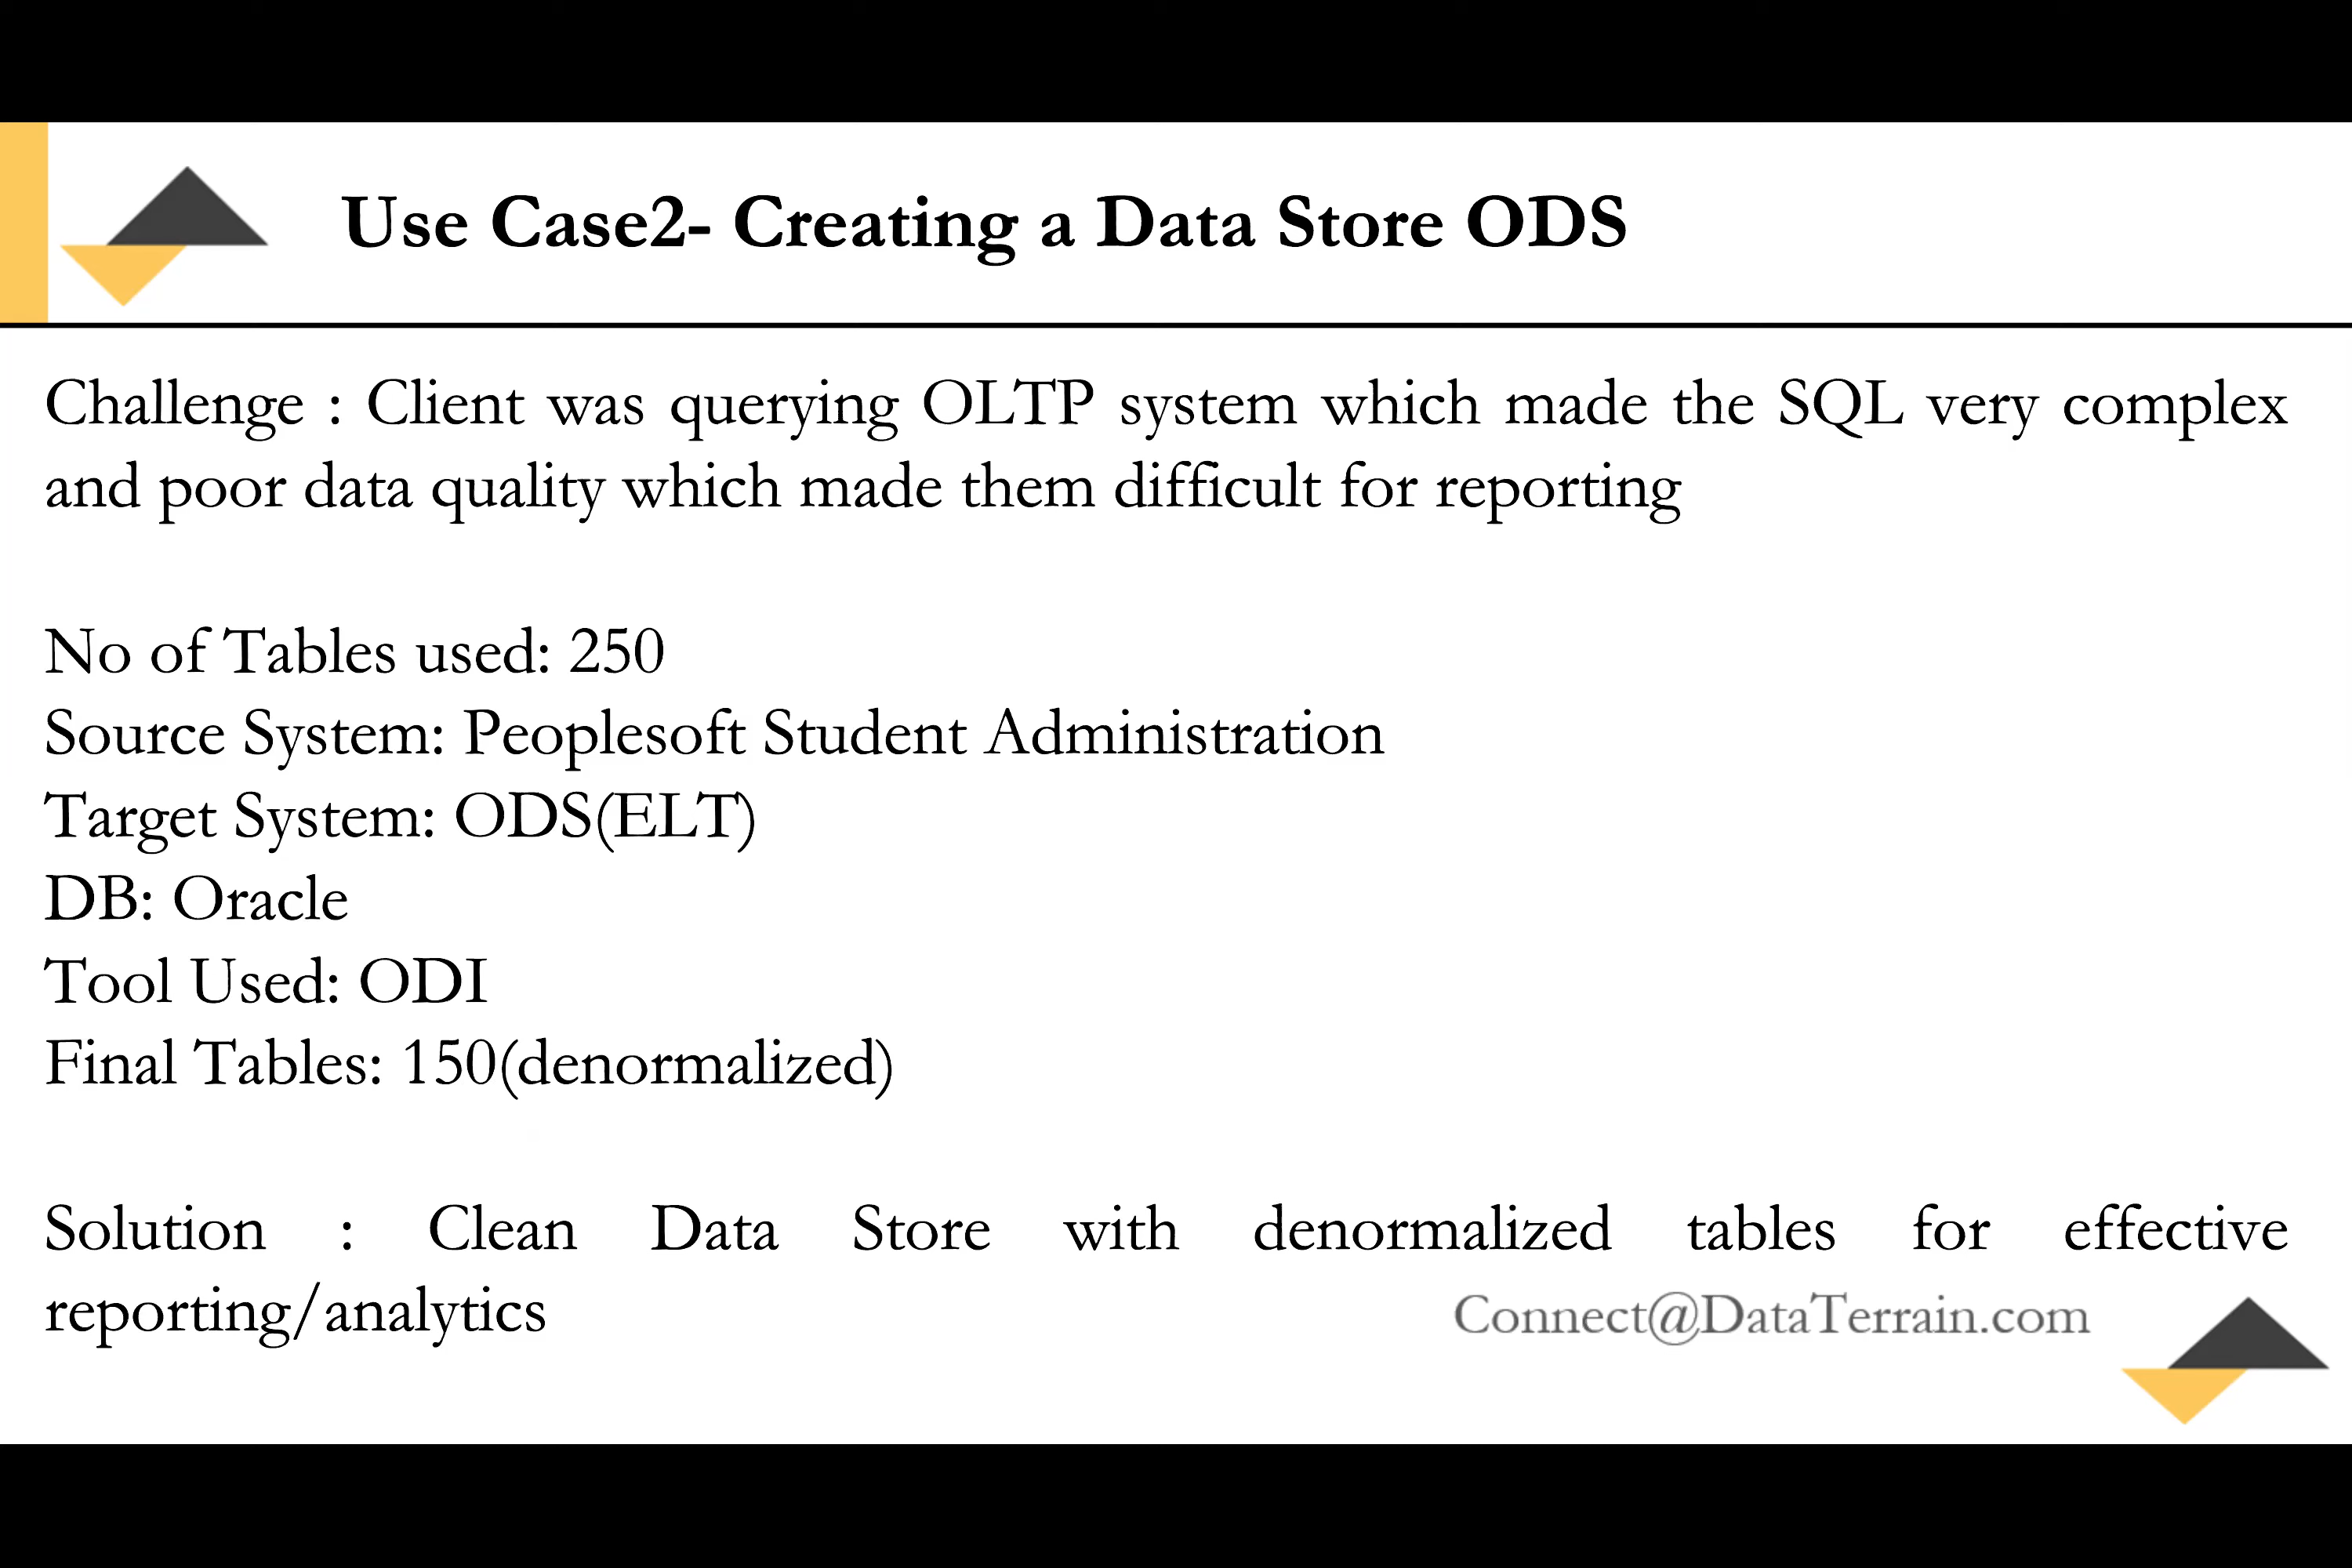 Use Case2- Creating a Data Store ODS
Challenge : Client was querying OLTP system which made the SQL very complex
and poor data quality which made them difficult for reporting
No of Tables used: 250
Source System: Peoplesoft Student Administration
Target System: ODS(ELT)
DB: Oracle
Tool Used: ODI
Final Tables: 150(denormalized)
Solution : Clean Data Store with denormalized tables for effective
reporting/analytics
Connect@DataTerrain.com